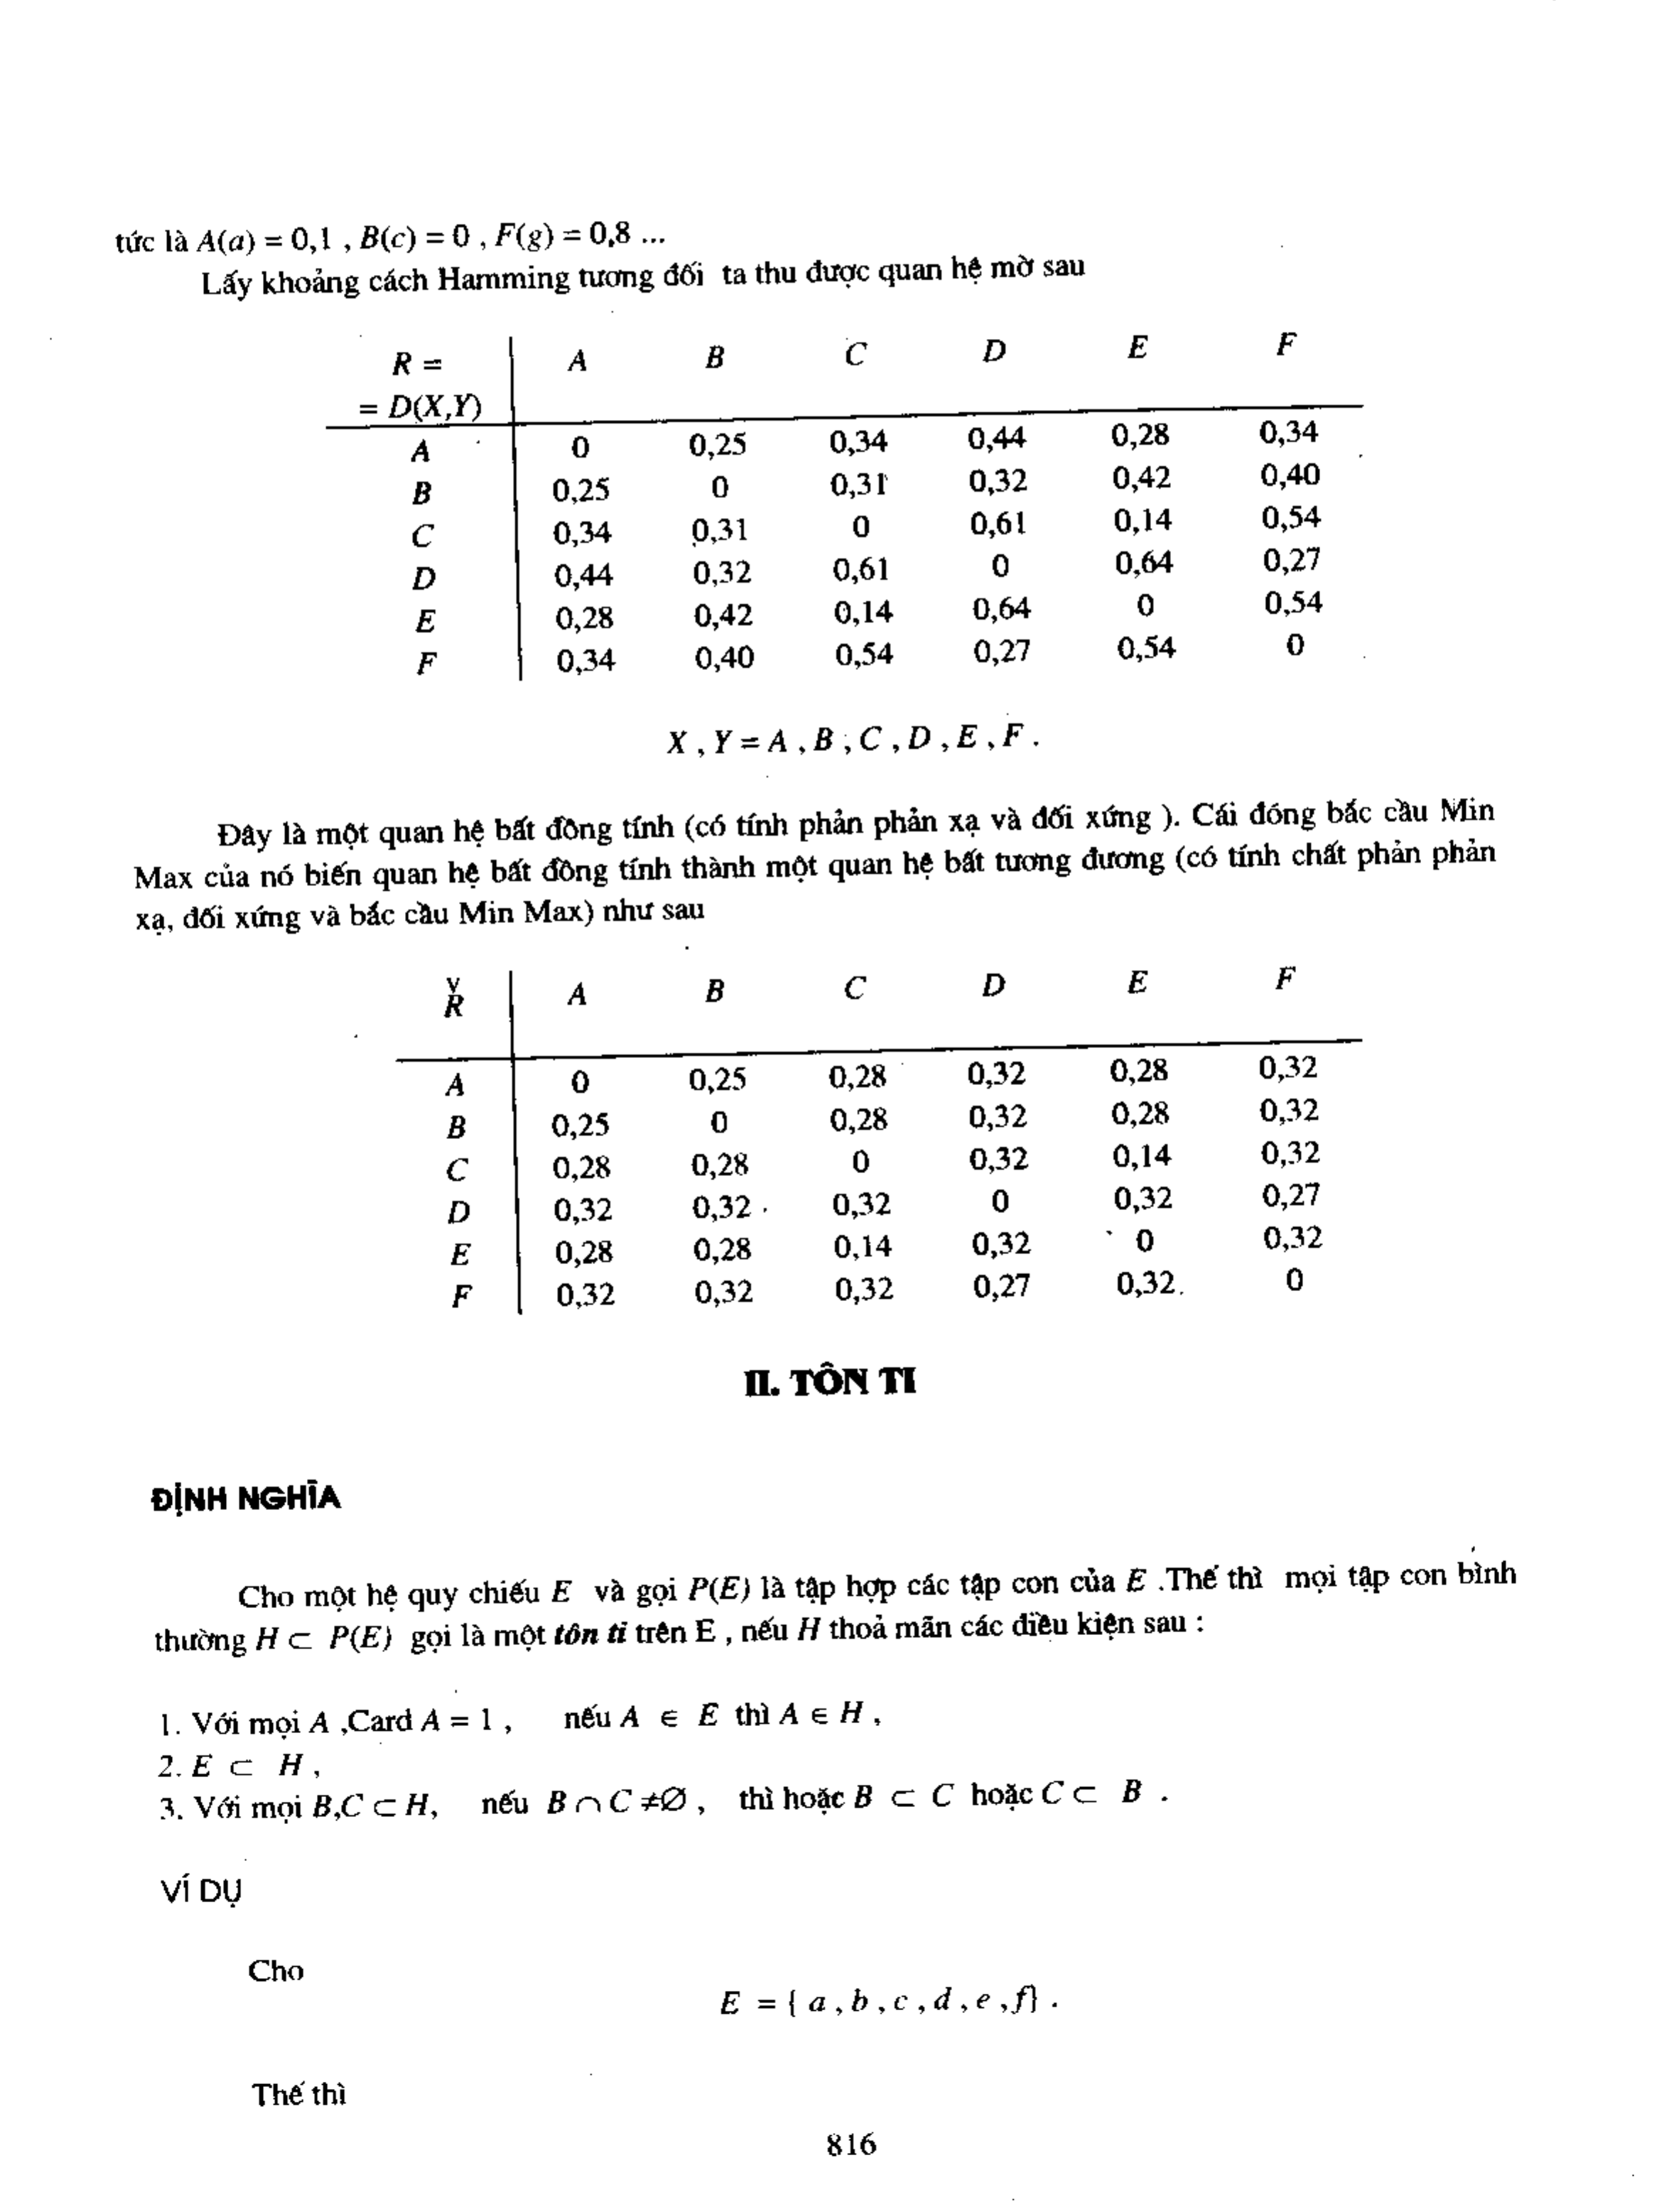 tức là A(a) = 0,1 , B(c) = 0 , F(g) = 0,8 ...
Lấy khoảng cách Hamming tương đối ta thu được quan hệ mờ sau
R = A B C D E F
= D(X,Y)
A 0 0,25 0,34 0,44 0,28 0,34
B 0,25 0 0,31 0,32 0,42 0,40
C 0,34 0,31 0 0,61 0,14 0,54
D 0,44 0,32 0,61 0 0,64 0,27
E 0,28 0,42 0,14 0,64 0 0,54
F 0,34 0,40 0,54 0,27 0,54 0
X , Y = A , B , C , D , E , F .
Đây là một quan hệ bất đồng tính (có tính phản phản xạ và đối xứng ). Cái đóng bắc cầu Min
Max của nó biến quan hệ bất đồng tính thành một quan hệ bất tương đương (có tính chất phản phản
xạ, đối xứng và bắc cầu Min Max) như sau
Ř A B C D E F
A 0 0,25 0,28 0,32 0,28 0,32
B 0,25 0 0,28 0,32 0,28 0,32
C 0,28 0,28 0 0,32 0,14 0,32
D 0,32 0,32 0,32 0 0,32 0,27
E 0,28 0,28 0,14 0,32 0 0,32
F 0,32 0,32 0,32 0,27 0,32 0
II. TÔN TI
ĐỊNH NGHĨA
Cho một hệ quy chiếu E và gọi P(E) là tập hợp các tập con của E .Thế thì mọi tập con bình
thường H ⊂ P(E) gọi là một tôn ti trên E , nếu H thoả mãn các điều kiện sau :
1. Với mọi A ,Card A = 1 , nếu A ∈ E thì A ∈ H ,
2. E ⊂ H ,
3. Với mọi B,C ⊂ H, nếu B ∩ C ≠∅ , thì hoặc B ⊂ C hoặc C ⊂ B .
VÍ DỤ
Cho
E = { a , b , c , d , e , f} .
Thế thì
816